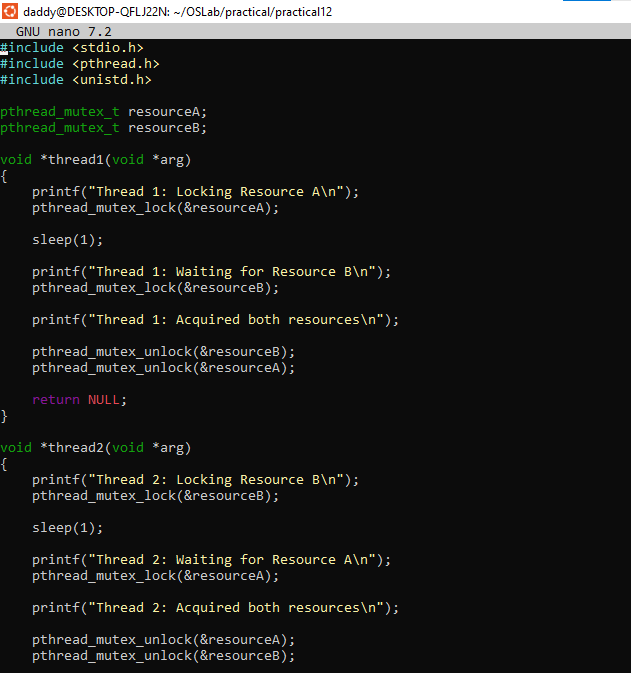 daddy@DESKTOP-QFLJ22N: ~/OSLab/practical/practical12
GNU nano 7.2
#include <stdio.h>
#include <pthread.h>
#include <unistd.h>

pthread_mutex_t resourceA;
pthread_mutex_t resourceB;

void *thread1(void *arg)
{
    printf("Thread 1: Locking Resource A\n");
    pthread_mutex_lock(&resourceA);

    sleep(1);

    printf("Thread 1: Waiting for Resource B\n");
    pthread_mutex_lock(&resourceB);

    printf("Thread 1: Acquired both resources\n");

    pthread_mutex_unlock(&resourceB);
    pthread_mutex_unlock(&resourceA);

    return NULL;
}

void *thread2(void *arg)
{
    printf("Thread 2: Locking Resource B\n");
    pthread_mutex_lock(&resourceB);

    sleep(1);

    printf("Thread 2: Waiting for Resource A\n");
    pthread_mutex_lock(&resourceA);

    printf("Thread 2: Acquired both resources\n");

    pthread_mutex_unlock(&resourceA);
    pthread_mutex_unlock(&resourceB);